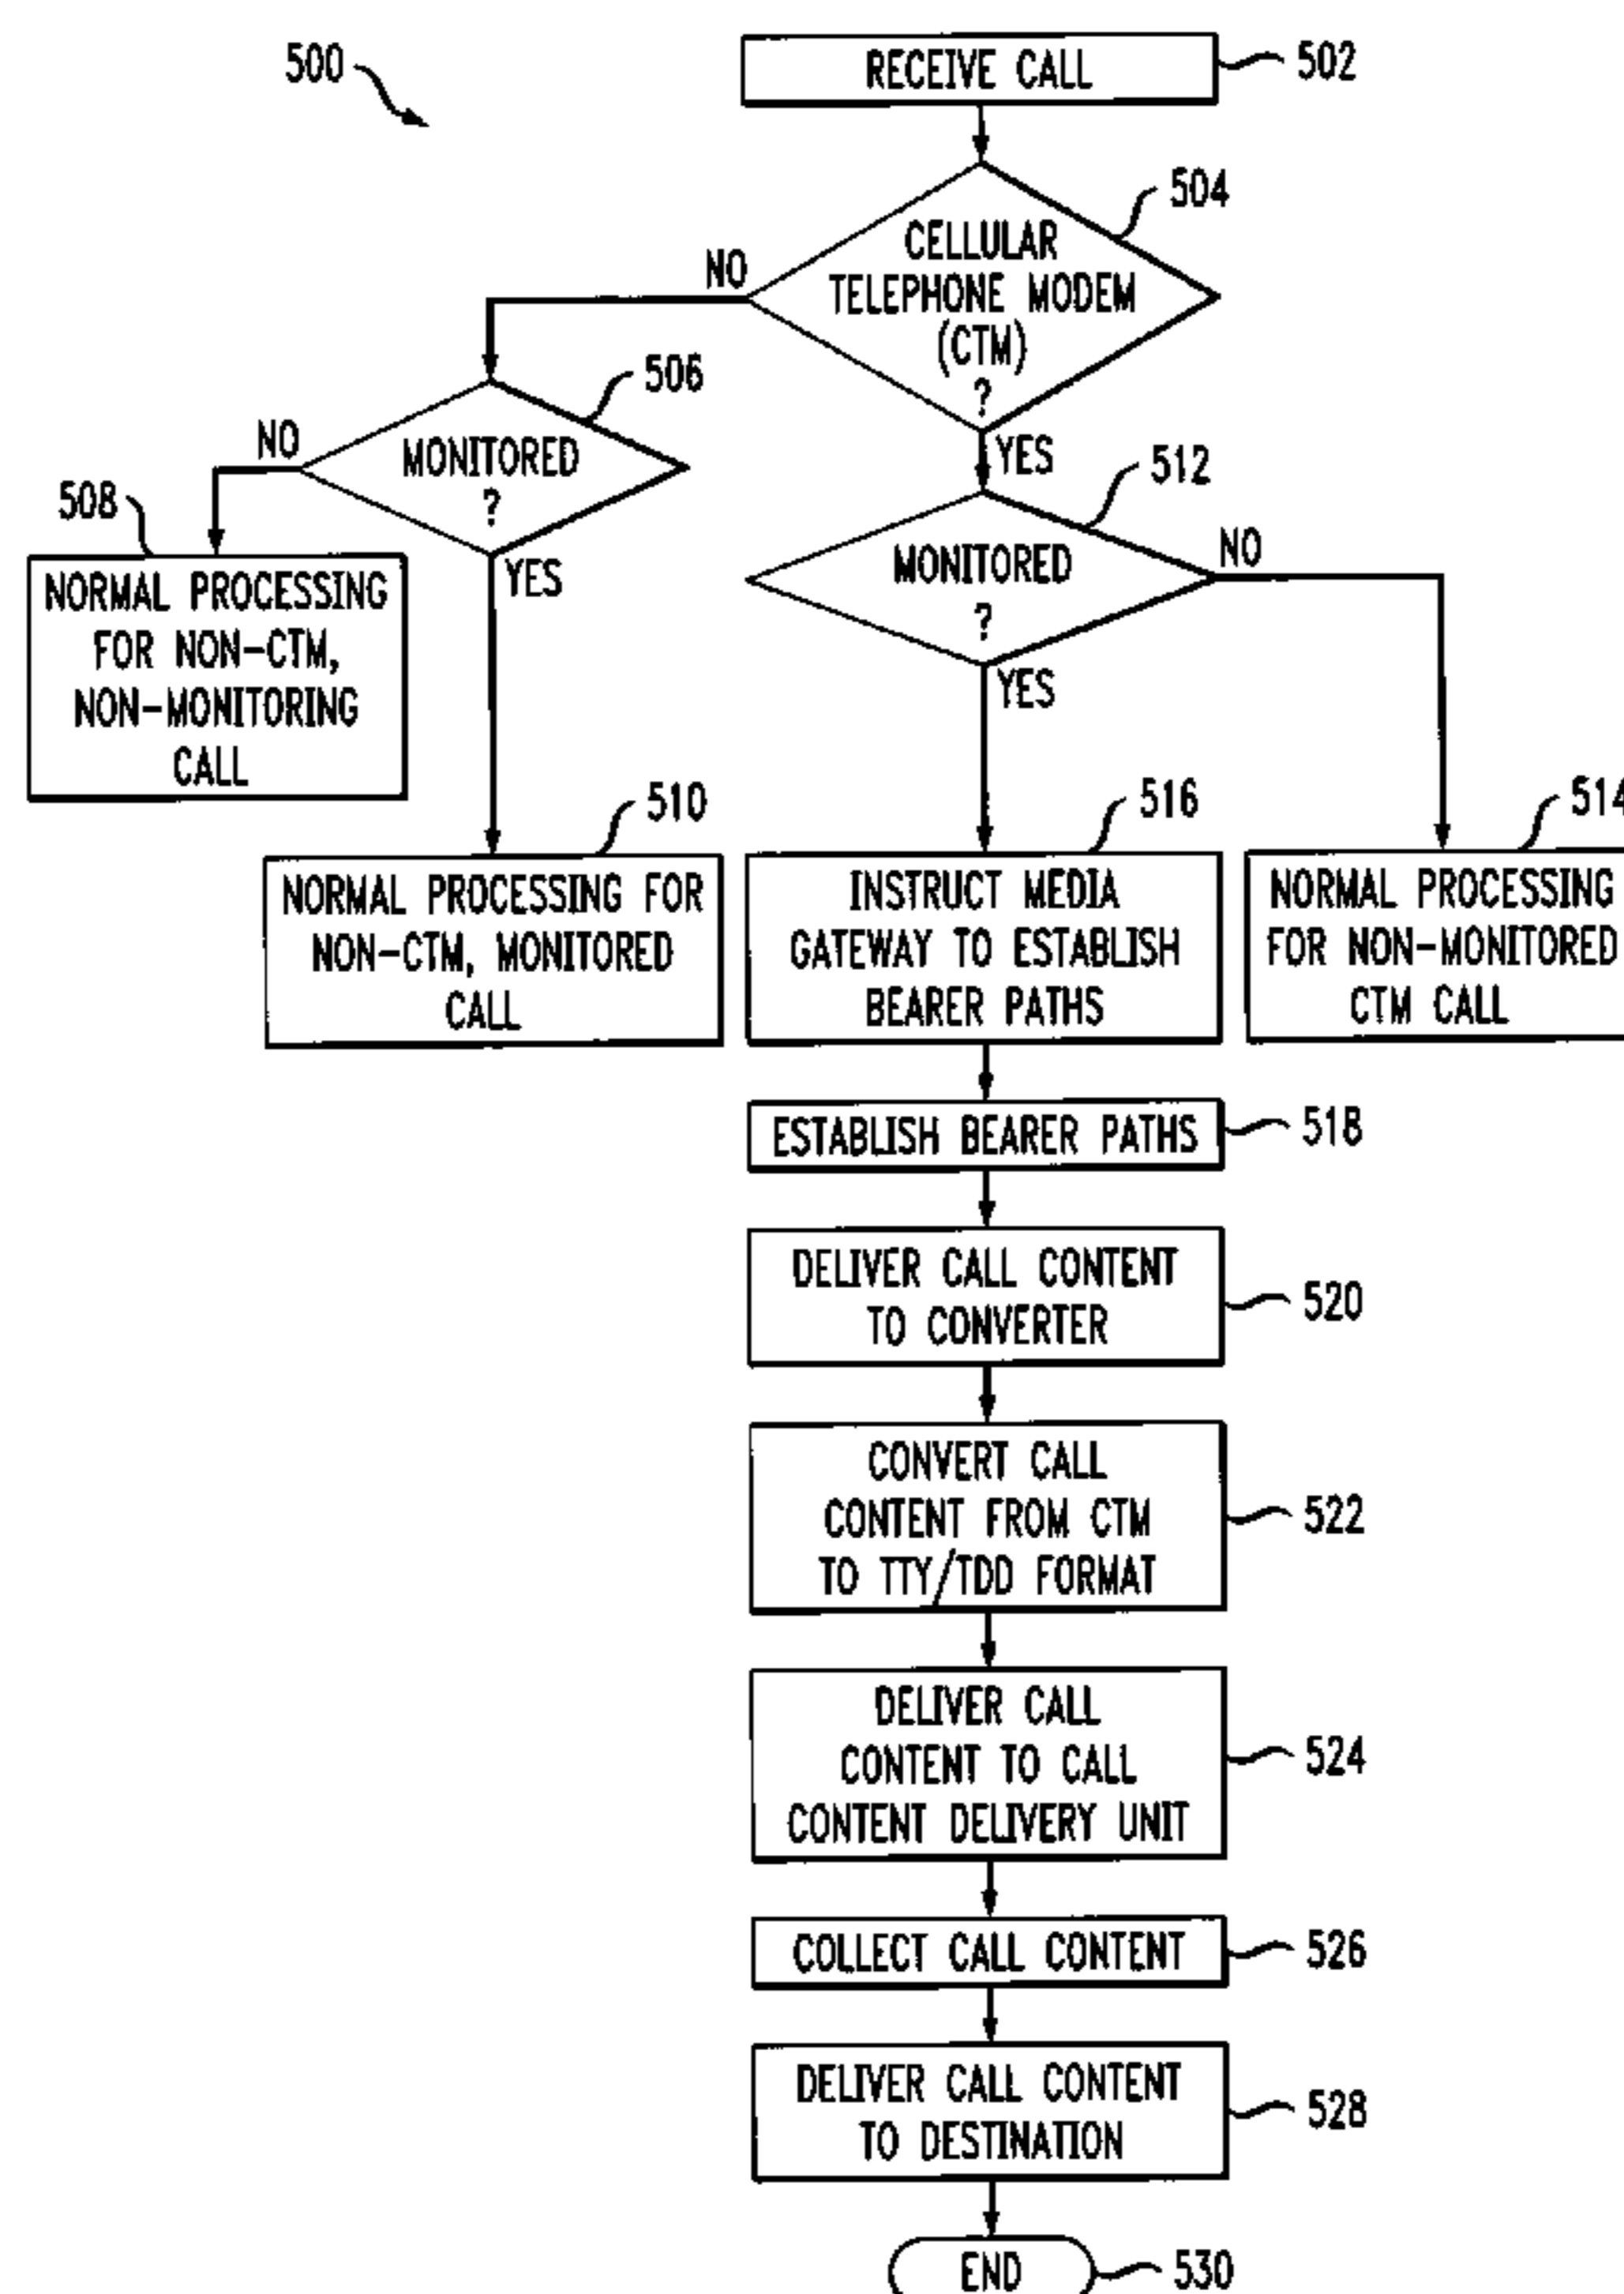 500
RECEIVE CALL
502
504
CELLULAR
TELEPHONE MODEM
(CTM)
?
NO
YES
506
MONITORED
?
NO
YES
508
NORMAL PROCESSING
FOR NON-CTM,
NON-MONITORING
CALL
512
MONITORED
?
NO
YES
510
NORMAL PROCESSING FOR
NON-CTM, MONITORED
CALL
516
INSTRUCT MEDIA
GATEWAY TO ESTABLISH
BEARER PATHS
514
NORMAL PROCESSING
FOR NON-MONITORED
CTM CALL
ESTABLISH BEARER PATHS
518
DELIVER CALL CONTENT
TO CONVERTER
520
CONVERT CALL
CONTENT FROM CTM
TO TTY/TDD FORMAT
522
DELIVER CALL
CONTENT TO CALL
CONTENT DELIVERY UNIT
524
COLLECT CALL CONTENT
526
DELIVER CALL CONTENT
TO DESTINATION
528
END
530